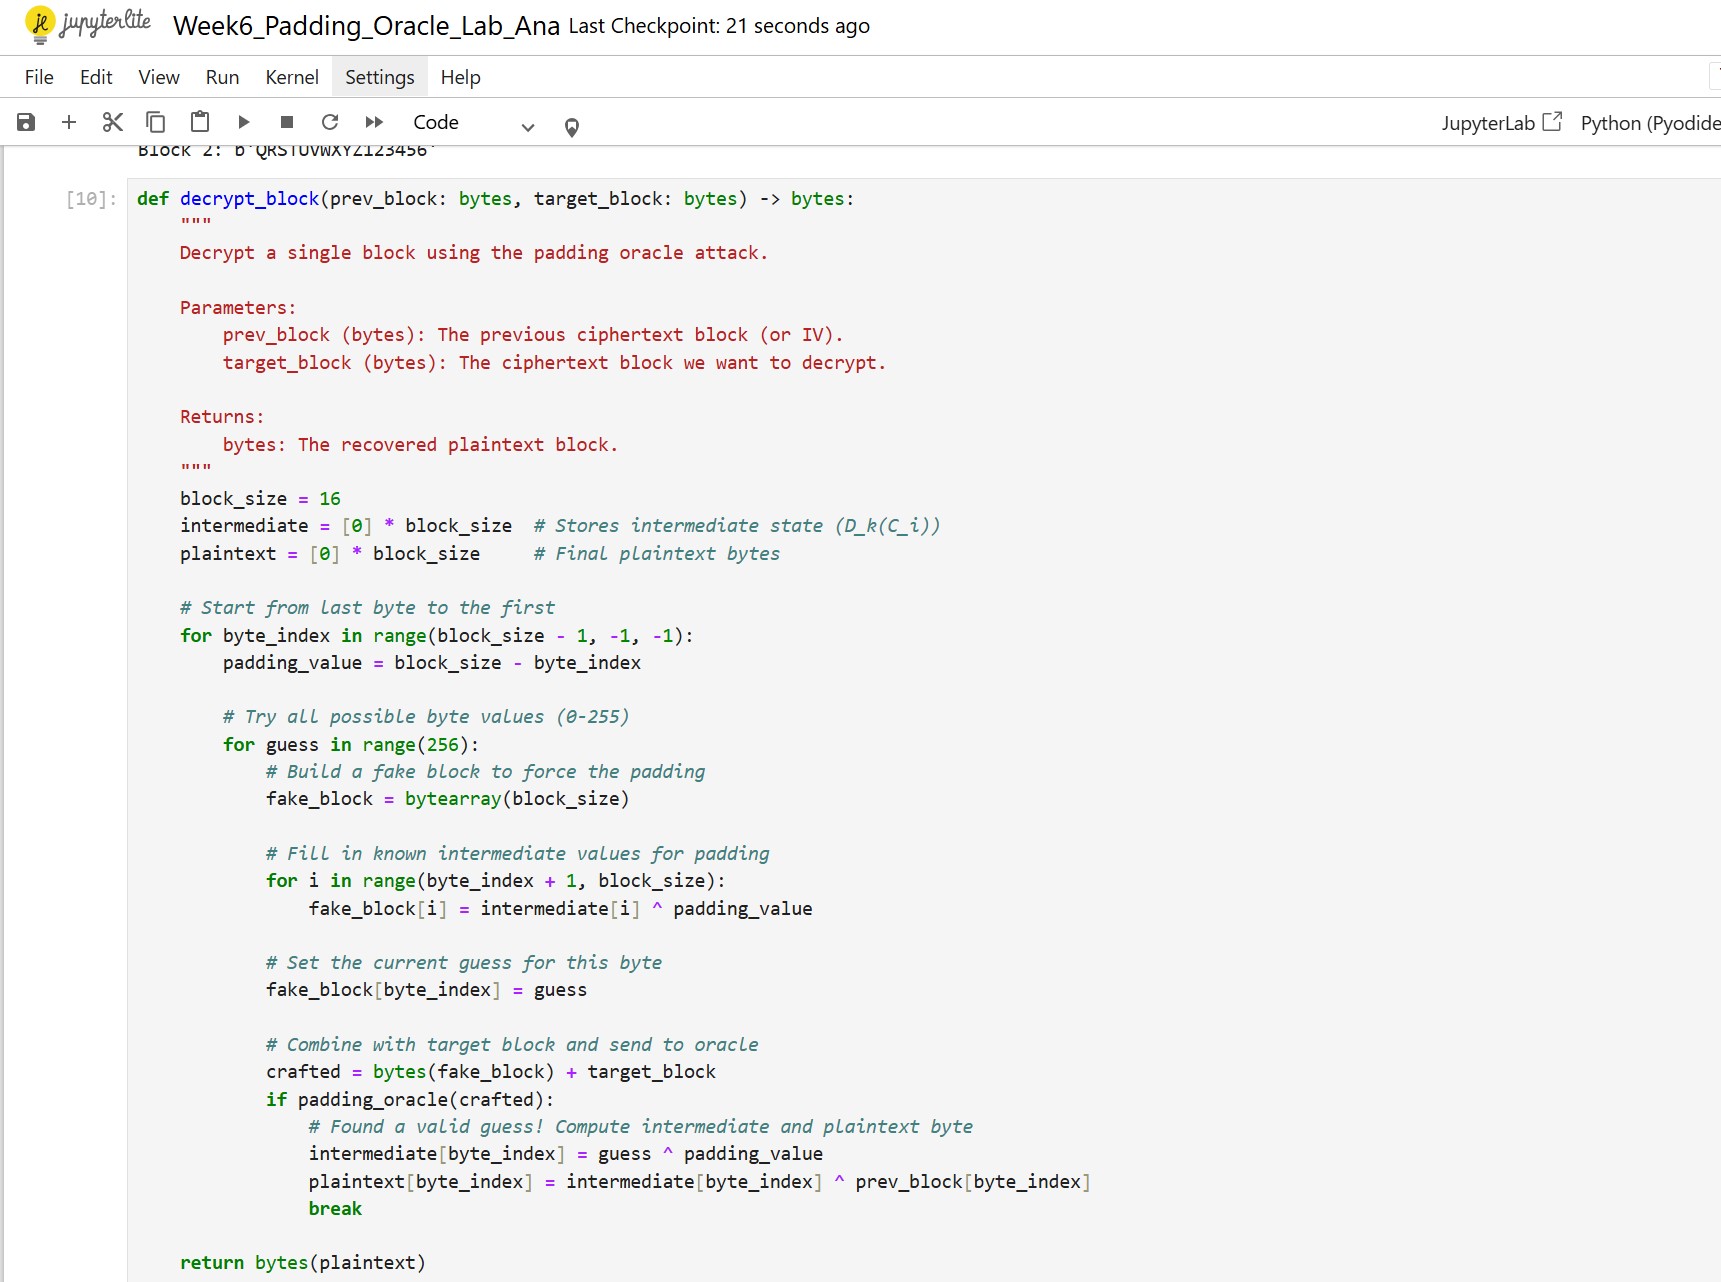 jupyterlite Week6_Padding_Oracle_Lab_Ana Last Checkpoint: 21 seconds ago
File Edit View Run Kernel Settings Help
Code JupyterLab Python (Pyodide
Block 2: b'QRSTUVWXYZ123456'
[10]: def decrypt_block(prev_block: bytes, target_block: bytes) -> bytes:
    """
    Decrypt a single block using the padding oracle attack.

    Parameters:
        prev_block (bytes): The previous ciphertext block (or IV).
        target_block (bytes): The ciphertext block we want to decrypt.

    Returns:
        bytes: The recovered plaintext block.
    """
    block_size = 16
    intermediate = [0] * block_size  # Stores intermediate state (D_k(C_i))
    plaintext = [0] * block_size     # Final plaintext bytes

    # Start from last byte to the first
    for byte_index in range(block_size - 1, -1, -1):
        padding_value = block_size - byte_index

        # Try all possible byte values (0-255)
        for guess in range(256):
            # Build a fake block to force the padding
            fake_block = bytearray(block_size)

            # Fill in known intermediate values for padding
            for i in range(byte_index + 1, block_size):
                fake_block[i] = intermediate[i] ^ padding_value

            # Set the current guess for this byte
            fake_block[byte_index] = guess

            # Combine with target block and send to oracle
            crafted = bytes(fake_block) + target_block
            if padding_oracle(crafted):
                # Found a valid guess! Compute intermediate and plaintext byte
                intermediate[byte_index] = guess ^ padding_value
                plaintext[byte_index] = intermediate[byte_index] ^ prev_block[byte_index]
                break

    return bytes(plaintext)